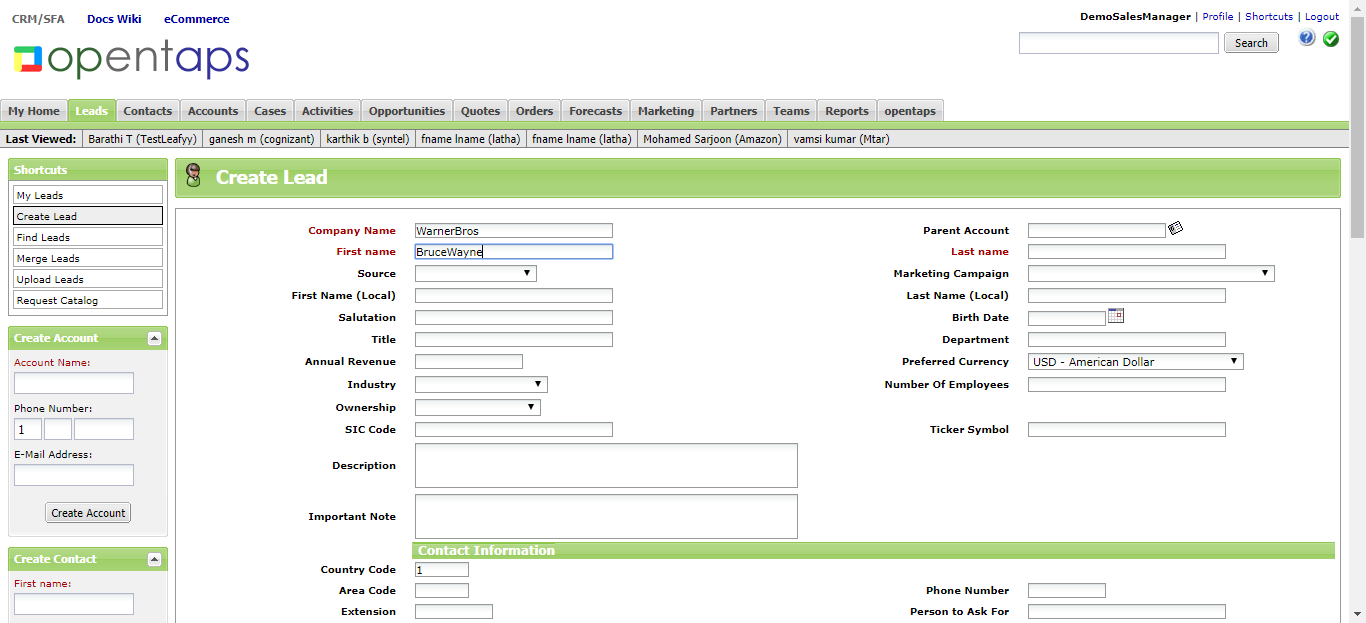 CRM/SFA Docs Wiki eCommerce
DemoSalesManager | Profile | Shortcuts | Logout
opentaps
Search
My Home Leads Contacts Accounts Cases Activities Opportunities Quotes Orders Forecasts Marketing Partners Teams Reports opentaps
Last Viewed: Barathi T (TestLeafyy) ganesh m (cognizant) karthik b (syntel) fname lname (latha) fname lname (latha) Mohamed Sarjoon (Amazon) vamsi kumar (Mtar)
Shortcuts
My Leads
Create Lead
Find Leads
Merge Leads
Upload Leads
Request Catalog
Create Account
Account Name:
Phone Number:
1
E-Mail Address:
Create Account
Create Contact
First name:
Create Lead
Company Name WarnerBros Parent Account
First name BruceWayne Last name
Source Marketing Campaign
First Name (Local) Last Name (Local)
Salutation Birth Date
Title Department
Annual Revenue Preferred Currency USD - American Dollar
Industry Number Of Employees
Ownership
SIC Code Ticker Symbol
Description
Important Note
Contact Information
Country Code 1
Area Code Phone Number
Extension Person to Ask For